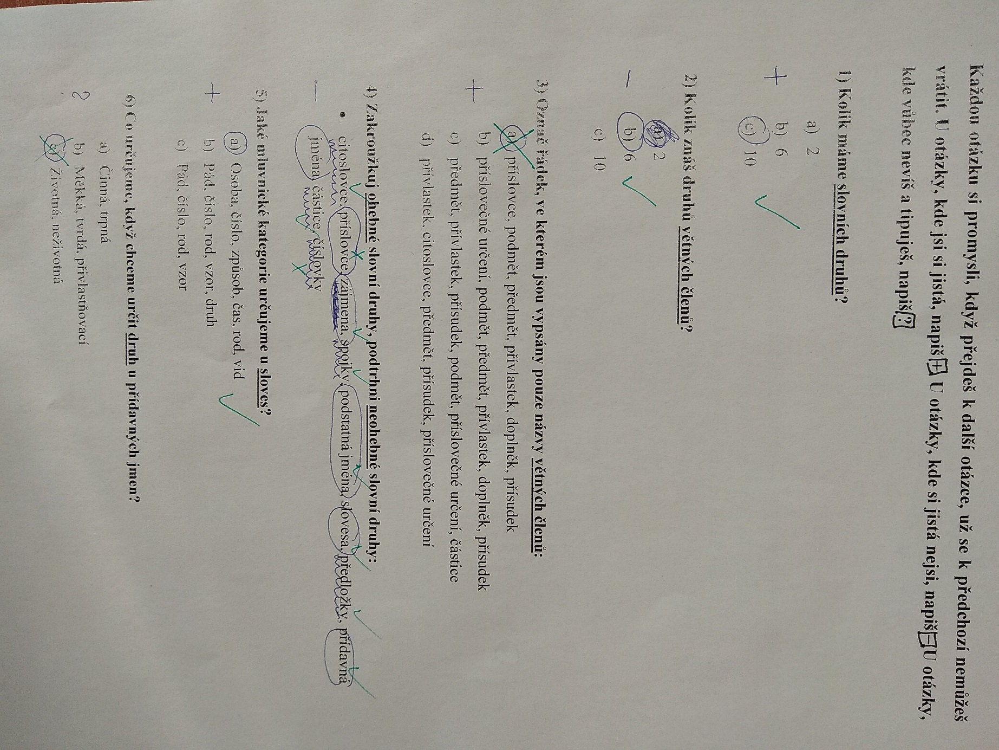 Každou otázku si promysli, když přejdeš k další otázce, už se k předchozí nemůžeš
vrátit. U otázky, kde jsi si jistá, napiš + U otázky, kde si jistá nejsi, napiš - U otázky,
kde vůbec nevíš a tipuješ, napiš ?
1) Kolik máme slovních druhů?
a) 2
+ b) 6
c) 10
2) Kolik znáš druhů větných členů?
a) 2
- b) 6
c) 10
3) Označ řádek, ve kterém jsou vypsány pouze názvy větných členů:
a) příslovce, podmět, předmět, přívlastek, doplněk, přísudek
+ b) příslovečné určení, podmět, předmět, přívlastek, doplněk, přísudek
c) předmět, přívlastek, přísudek, podmět, příslovečné určení, částice
d) přívlastek, citoslovce, předmět, přísudek, příslovečné určení
4) Zakroužkuj ohebné slovní druhy, podtrhni neohebné slovní druhy:
• citoslovce, příslovce, zájmena, spojky, podstatná jména, slovesa, předložky, přídavná
- jména, částice, číslovky
5) Jaké mluvnické kategorie určujeme u sloves?
a) Osoba, číslo, způsob, čas, rod, vid
+ b) Pád, číslo, rod, vzor, druh
c) Pád, číslo, rod, vzor
6) Co určujeme, když chceme určit druh u přídavných jmen?
a) Činná, trpná
? b) Měkká, tvrdá, přivlastňovací
c) Životná, neživotná